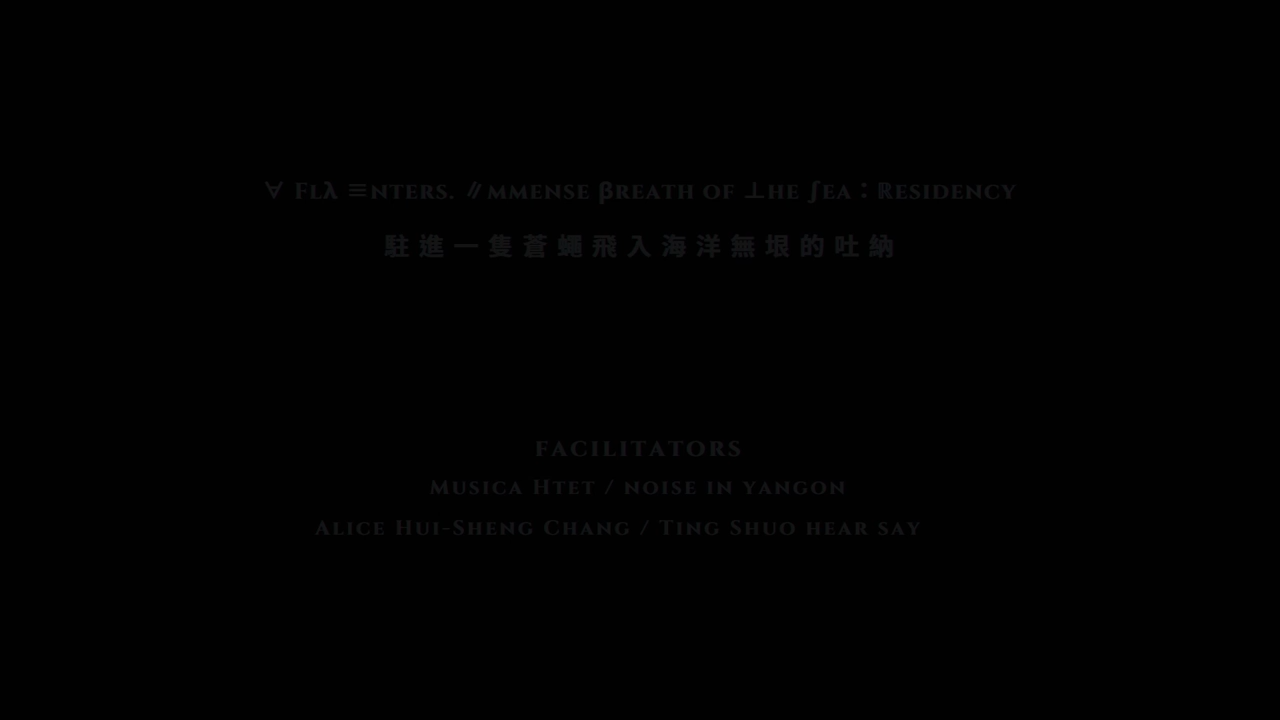 ∀ Flλ ≡nters. ∥mmense βreath of ⊥he ∫ea：ℝesidency
駐進一隻蒼蠅飛入海洋無垠的吐納
FACILITATORS
Musica Htet / noise in yangon
Alice Hui-Sheng Chang / Ting Shuo hear say